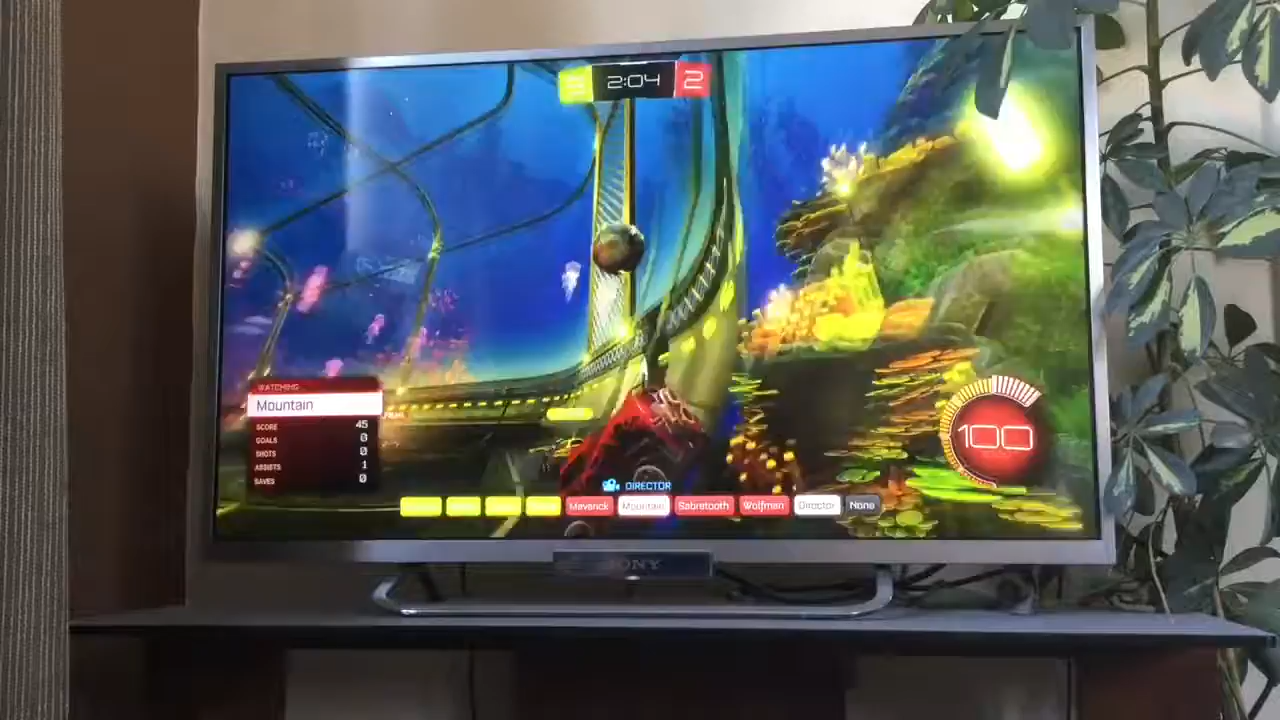 2:04 2
WATCHING
Mountain
SCORE 45
GOALS 0
SHOTS 0
ASSISTS 1
SAVES 0
100
DIRECTOR
Maverick Mountain Sabretooth Wolfman Director None
SONY